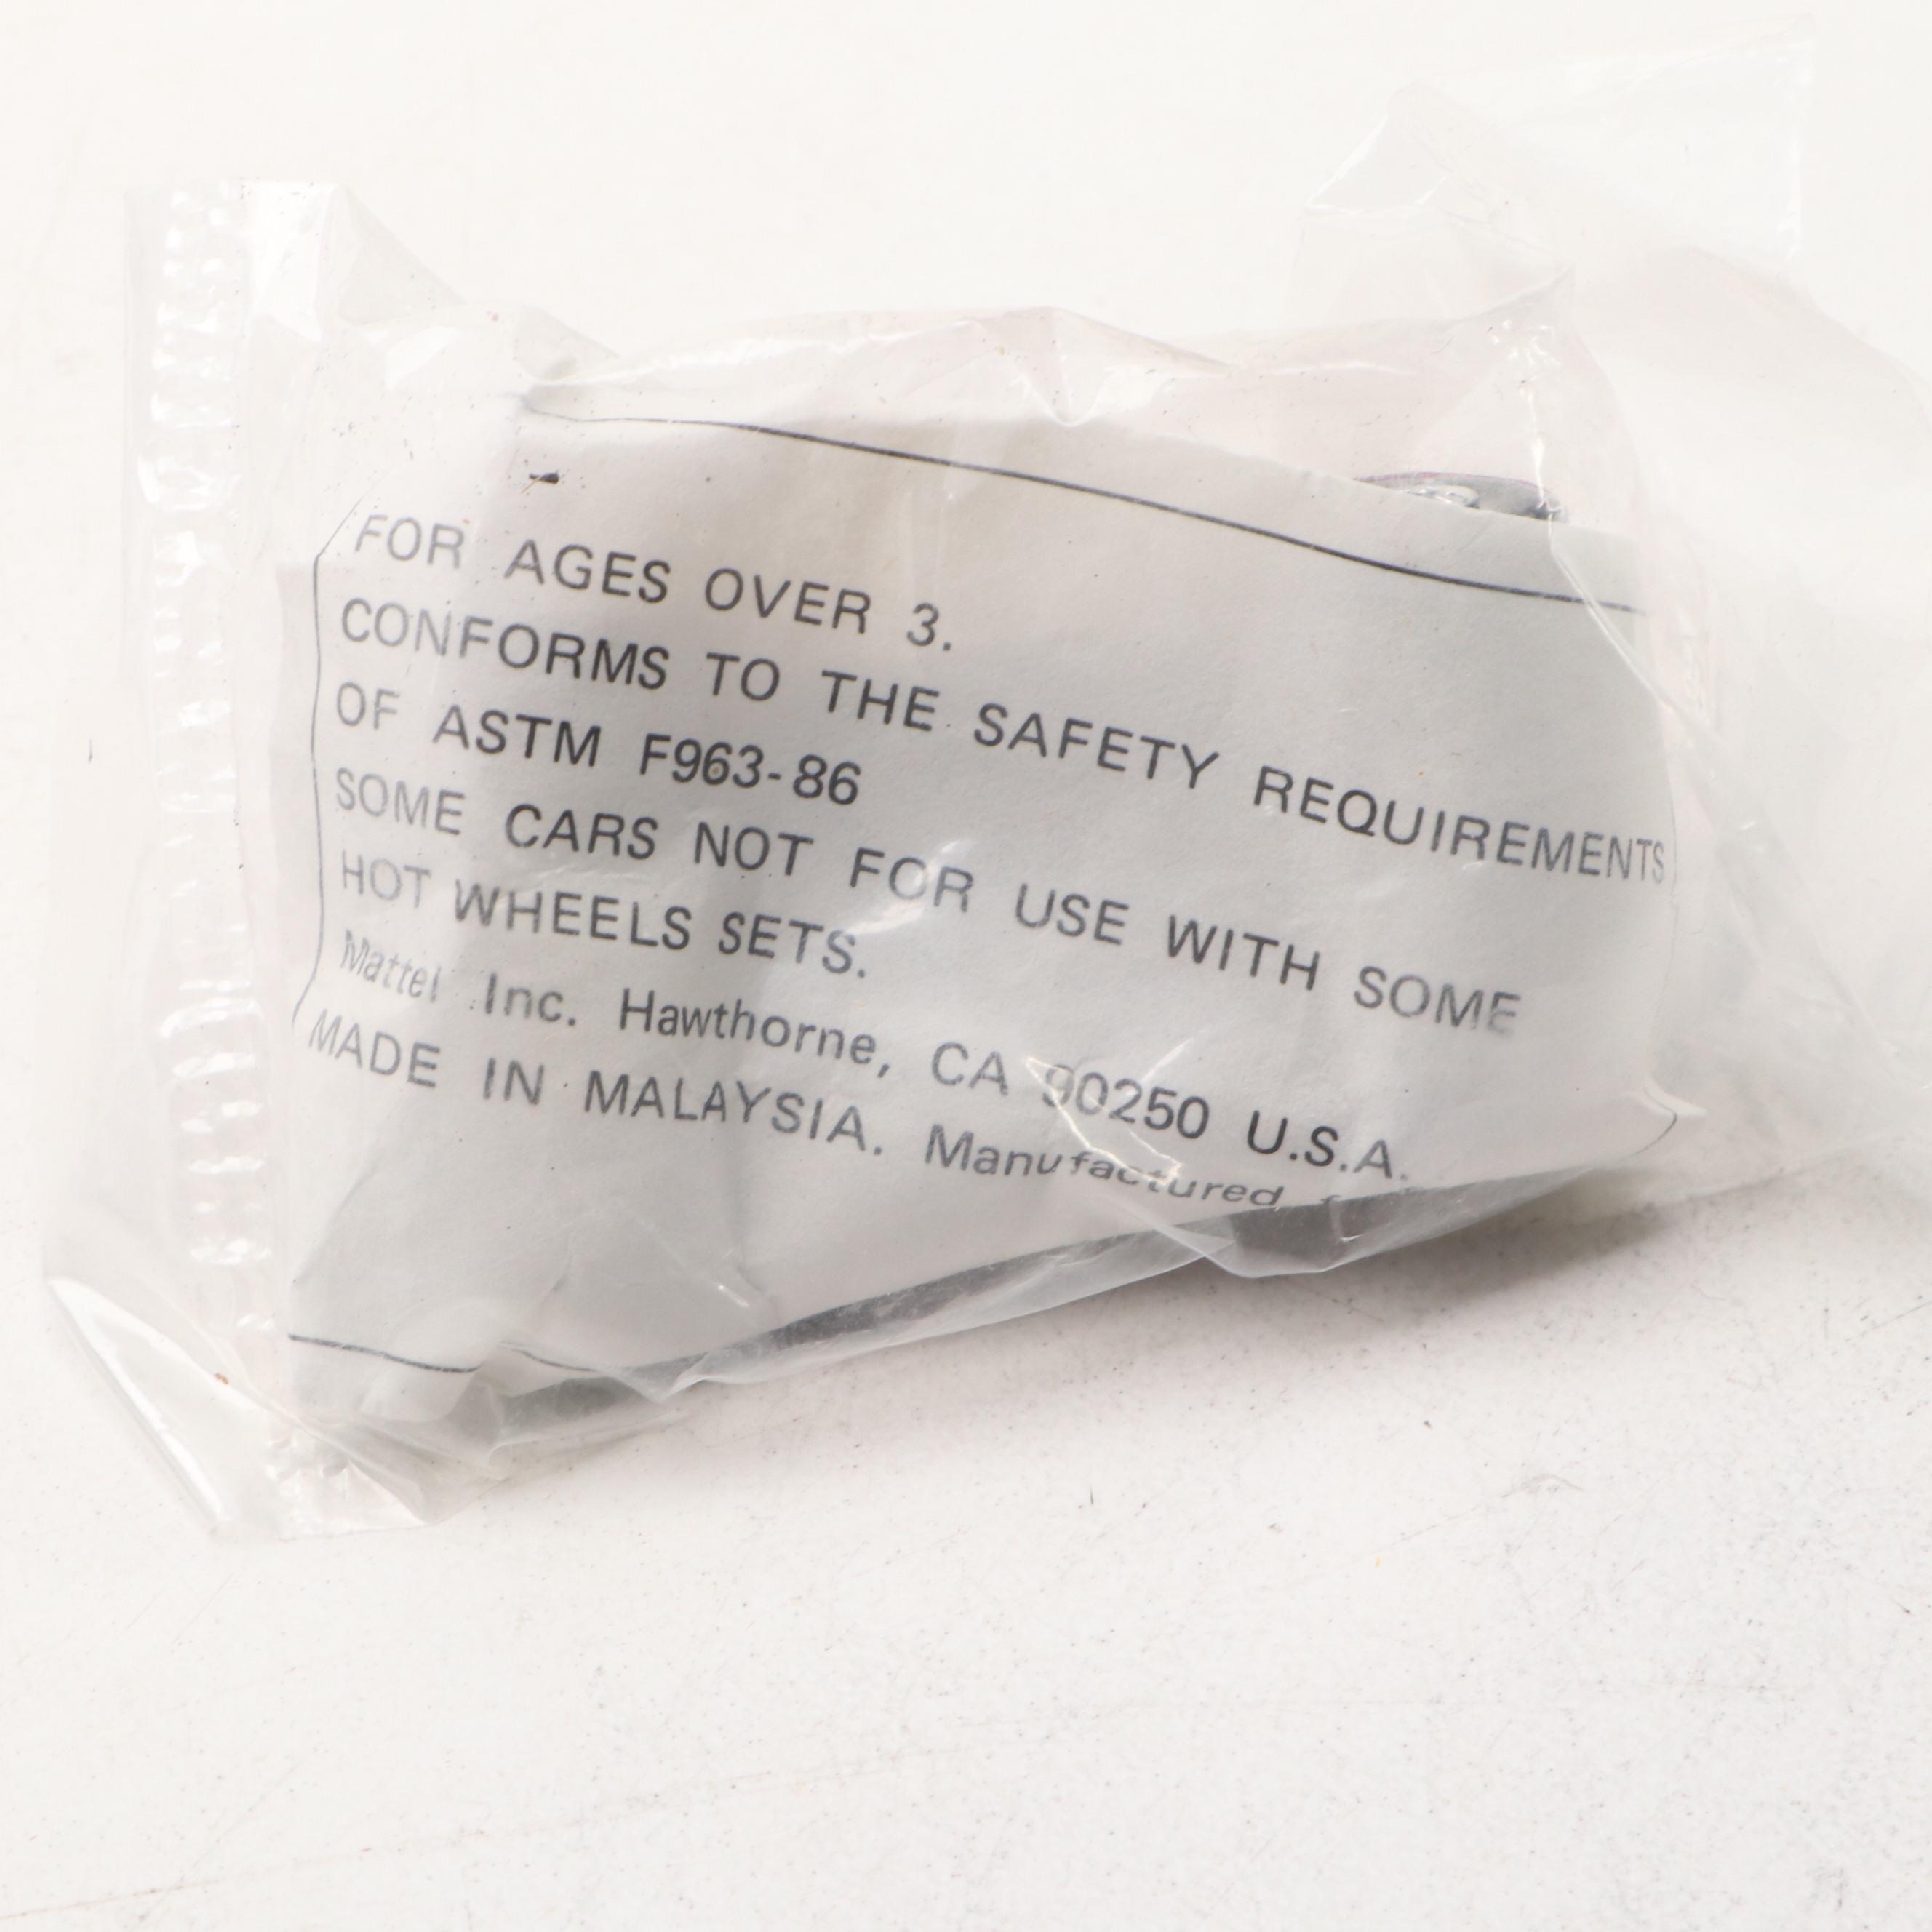 FOR AGES OVER 3.
CONFORMS TO THE SAFETY REQUIREMENTS
OF ASTM F963-86
SOME CARS NOT FOR USE WITH SOME
HOT WHEELS SETS.
Mattel Inc. Hawthorne, CA 90250 U.S.A.
MADE IN MALAYSIA. Manufactured